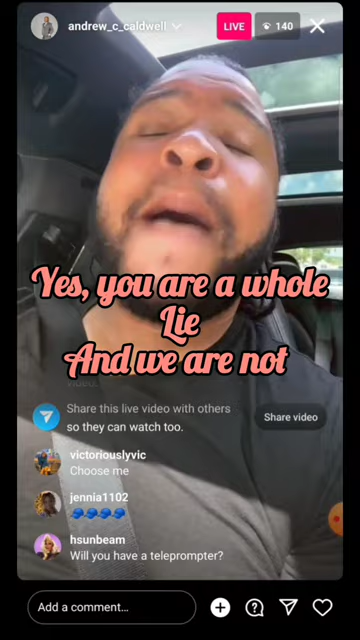 andrew_c_caldwell
LIVE
140
Yes, you are a whole
Lie
And we are not
video.
Share this live video with others
so they can watch too.
Share video
victoriouslyvic
Choose me
jennia1102
🧢🧢🧢🧢
hsunbeam
Will you have a teleprompter?
Add a comment...